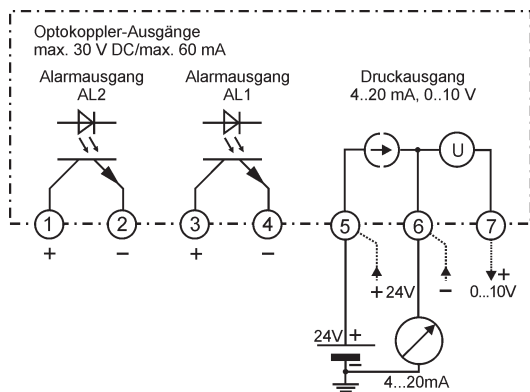 Optokoppler-Ausgänge
max. 30 V DC/max. 60 mA
Alarmausgang
AL2
Alarmausgang
AL1
Druckausgang
4..20 mA, 0..10 V
U
1
2
3
4
5
6
7
+
–
+
–
+ 24V
–
+
0...10V
24V
+
–
4...20mA